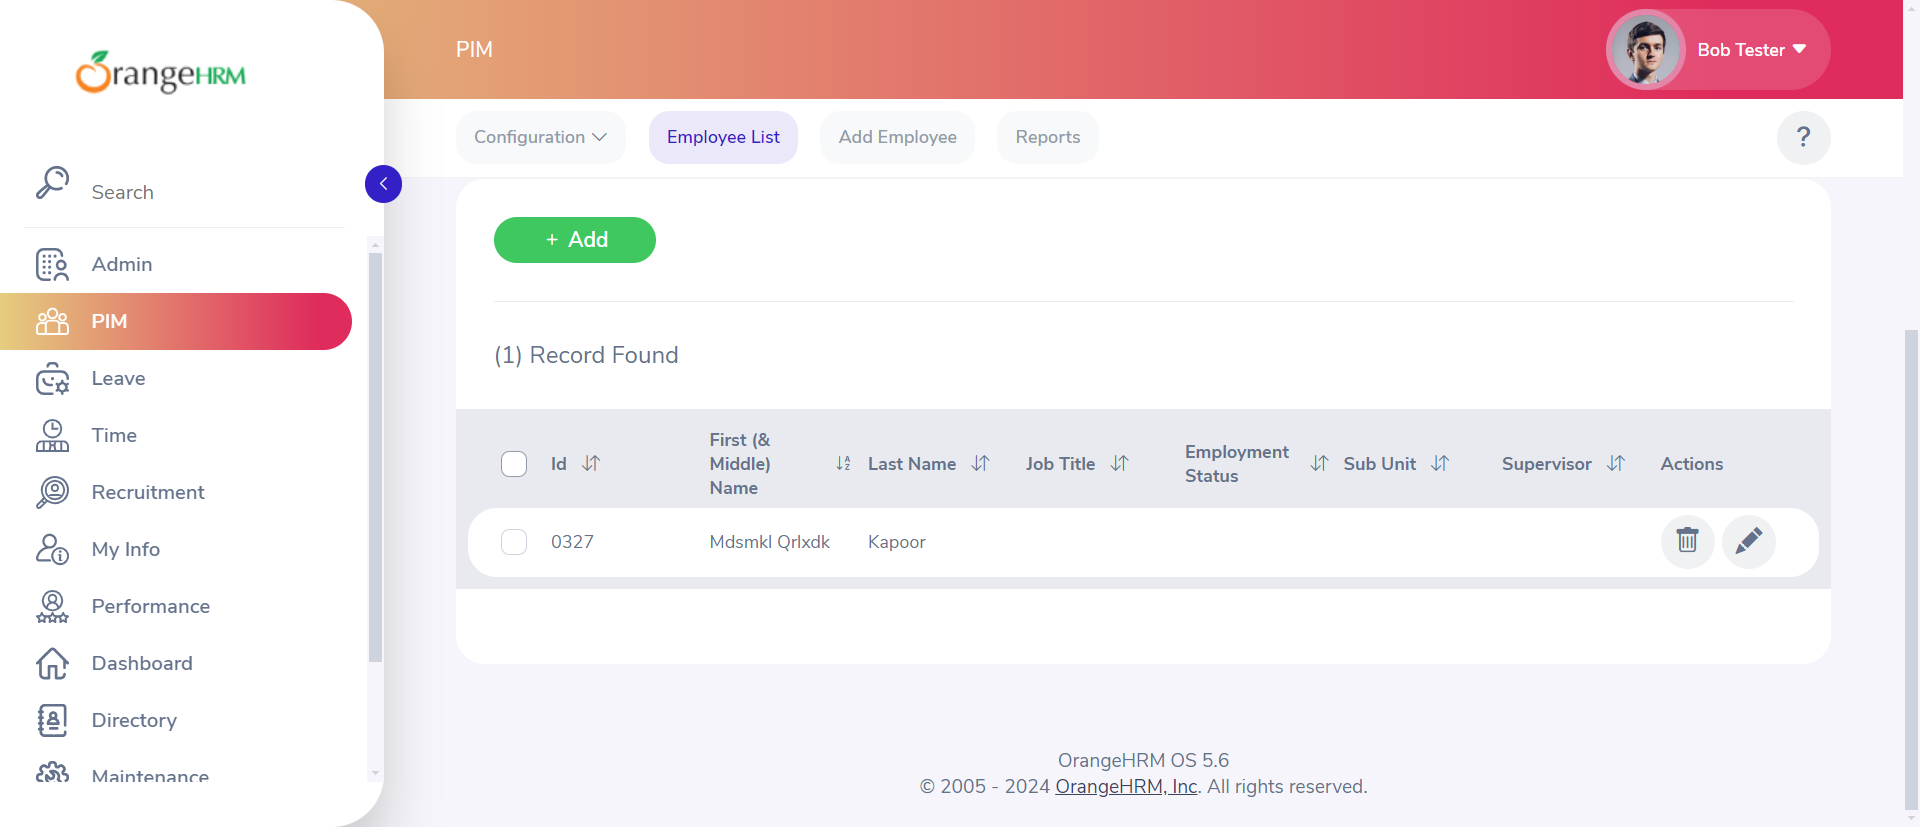 OrangeHRM
Search
Admin
PIM
Leave
Time
Recruitment
My Info
Performance
Dashboard
Directory
Maintenance
PIM
Bob Tester
Configuration
Employee List
Add Employee
Reports
?
+ Add
(1) Record Found
Id
First (&
Middle)
Name
Last Name
Job Title
Employment
Status
Sub Unit
Supervisor
Actions
0327
Mdsmkl Qrlxdk
Kapoor
OrangeHRM OS 5.6
© 2005 - 2024 OrangeHRM, Inc. All rights reserved.